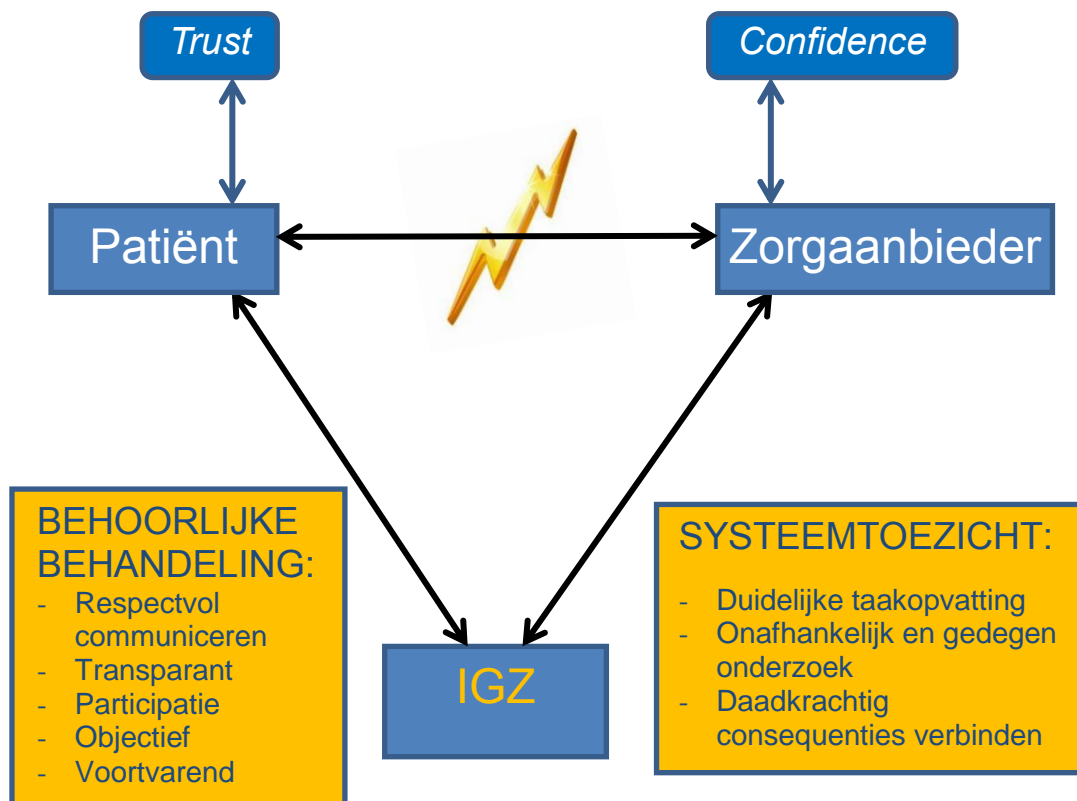 Trust
Confidence
Patiënt
Zorgaanbieder
BEHOORLIJKE
BEHANDELING:
- Respectvol
communiceren
- Transparant
- Participatie
- Objectief
- Voortvarend
IGZ
SYSTEEMTOEZICHT:
- Duidelijke taakopvatting
- Onafhankelijk en gedegen
onderzoek
- Daadkrachtig
consequenties verbinden